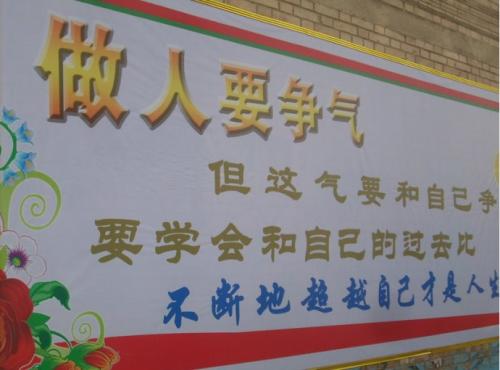 做人要争气
但这气要和自己争
要学会和自己的过去比
不断地超越自己才是人生